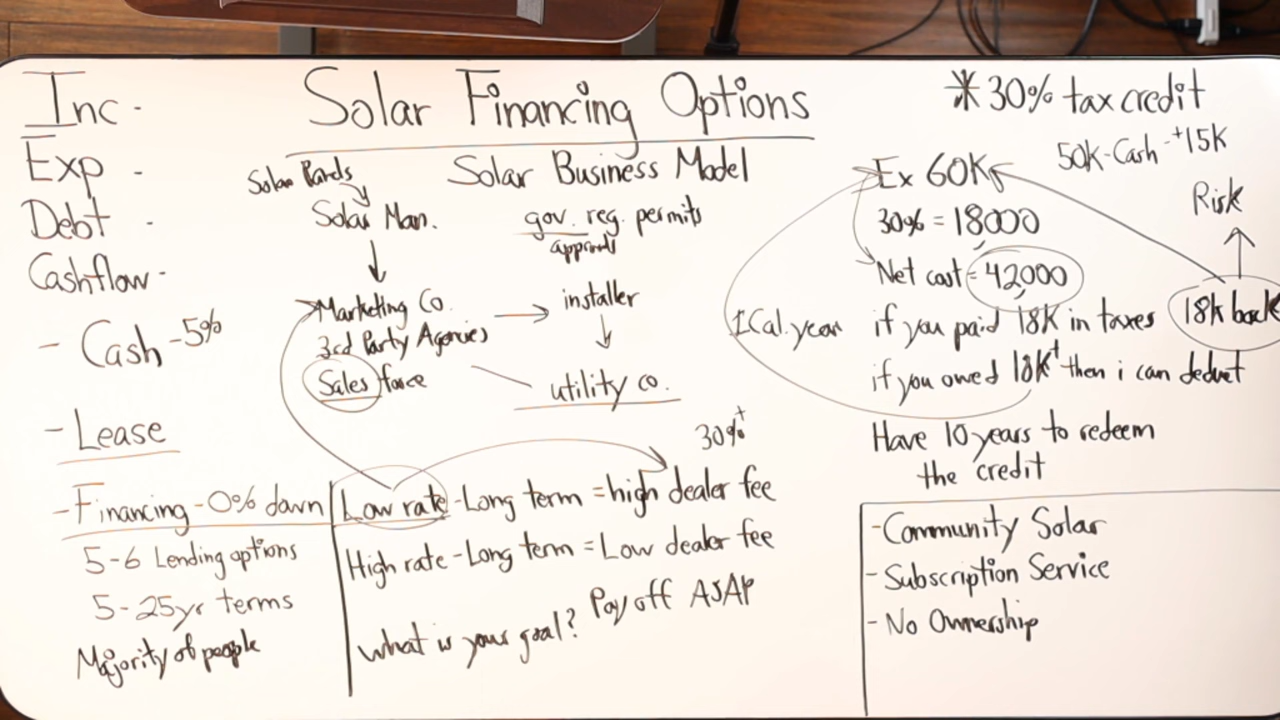 Solar Financing Options
Inc -
Exp -
Debt -
Cashflow -
- Cash - 5%
- Lease
- Financing - 0% down
5-6 Lending options
5-25yr terms
Majority of people
Solar Business Model
Solar Panels
Solar Man.
gov. reg. permits
approval
Marketing Co.
3rd Party Agencies
Sales force
installer
utility co.
30%+
Low rate - Long term = high dealer fee
High rate - Long term = Low dealer fee
What is your goal? Pay off ASAP
* 30% tax credit
50K - Cash - +15K
Ex 60K
Risk
30% = 18000
Net cost = 42,000
1 Cal. year
if you paid 18K in taxes
18k back
if you owed 18K+ then i can deduct
Have 10 years to redeem
the credit
- Community Solar
- Subscription Service
- No Ownership